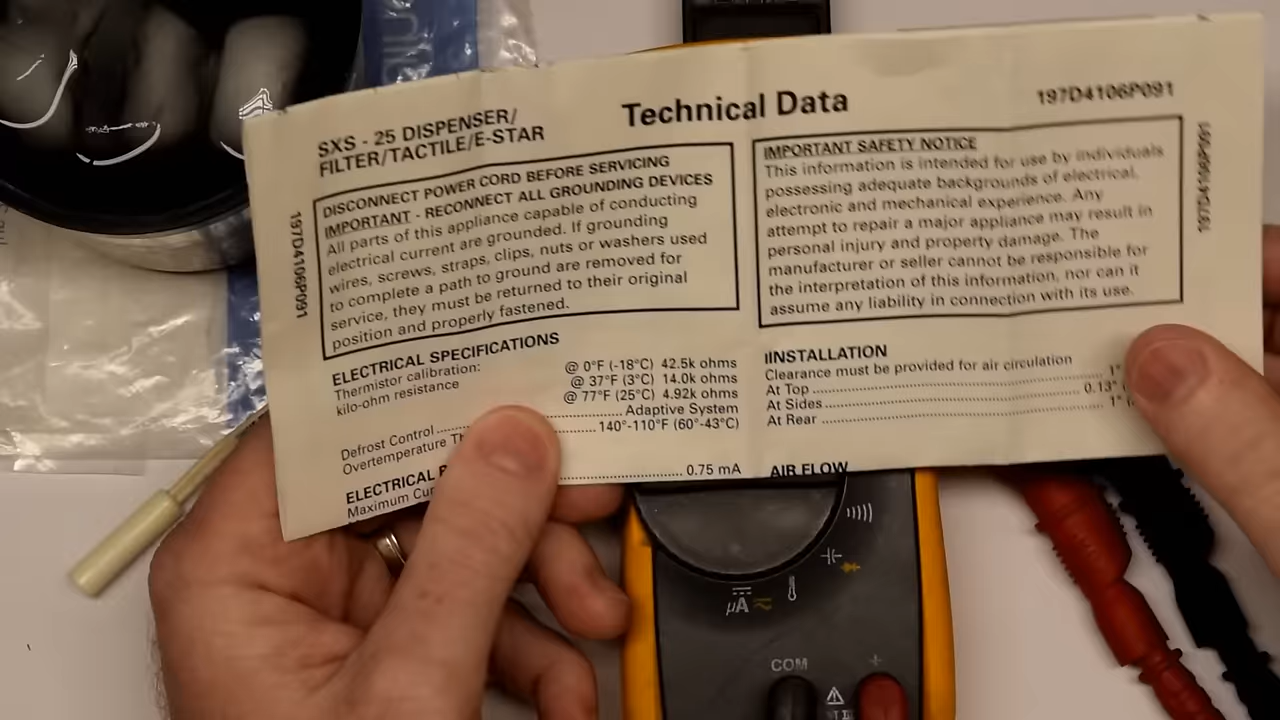 SXS - 25 DISPENSER/
FILTER/TACTILE/E-STAR
Technical Data
197D4106P091
197D4106P091
DISCONNECT POWER CORD BEFORE SERVICING
IMPORTANT - RECONNECT ALL GROUNDING DEVICES
All parts of this appliance capable of conducting
electrical current are grounded. If grounding
wires, screws, straps, clips, nuts or washers used
to complete a path to ground are removed for
service, they must be returned to their original
position and properly fastened.
IMPORTANT SAFETY NOTICE
This information is intended for use by individuals
possessing adequate backgrounds of electrical,
electronic and mechanical experience. Any
attempt to repair a major appliance may result in
personal injury and property damage. The
manufacturer or seller cannot be responsible for
the interpretation of this information, nor can it
assume any liability in connection with its use.
197D4106P091
ELECTRICAL SPECIFICATIONS
Thermistor calibration: @ 0°F (-18°C) 42.5k ohms
kilo-ohm resistance @ 37°F (3°C) 14.0k ohms
@ 77°F (25°C) 4.92k ohms
Defrost Control ... Adaptive System
Overtemperature ... 140°-110°F (60°-43°C)
ELECTRICAL
Maximum ... 0.75 mA
IINSTALLATION
Clearance must be provided for air circulation
At Top ... 1"
At Sides ... 0.13"
At Rear ... 1"
AIR FLOW
µA
COM